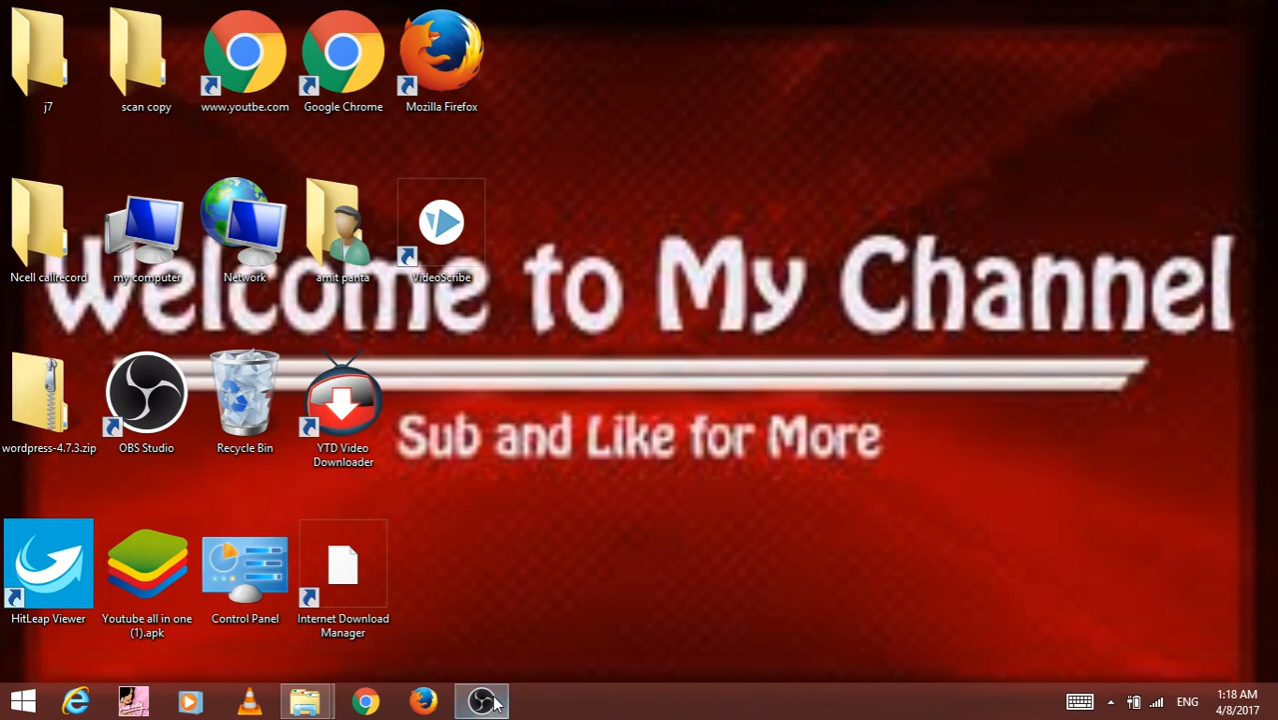 j7
scan copy
www.youtbe.com
Google Chrome
Mozilla Firefox
Ncell callrecord
my computer
Network
amit panta
VideoScribe
Welcome to My Channel
wordpress-4.7.3.zip
OBS Studio
Recycle Bin
YTD Video
Downloader
Sub and Like for More
HitLeap Viewer
Youtube all in one
(1).apk
Control Panel
Internet Download
Manager
ENG
1:18 AM
4/8/2017